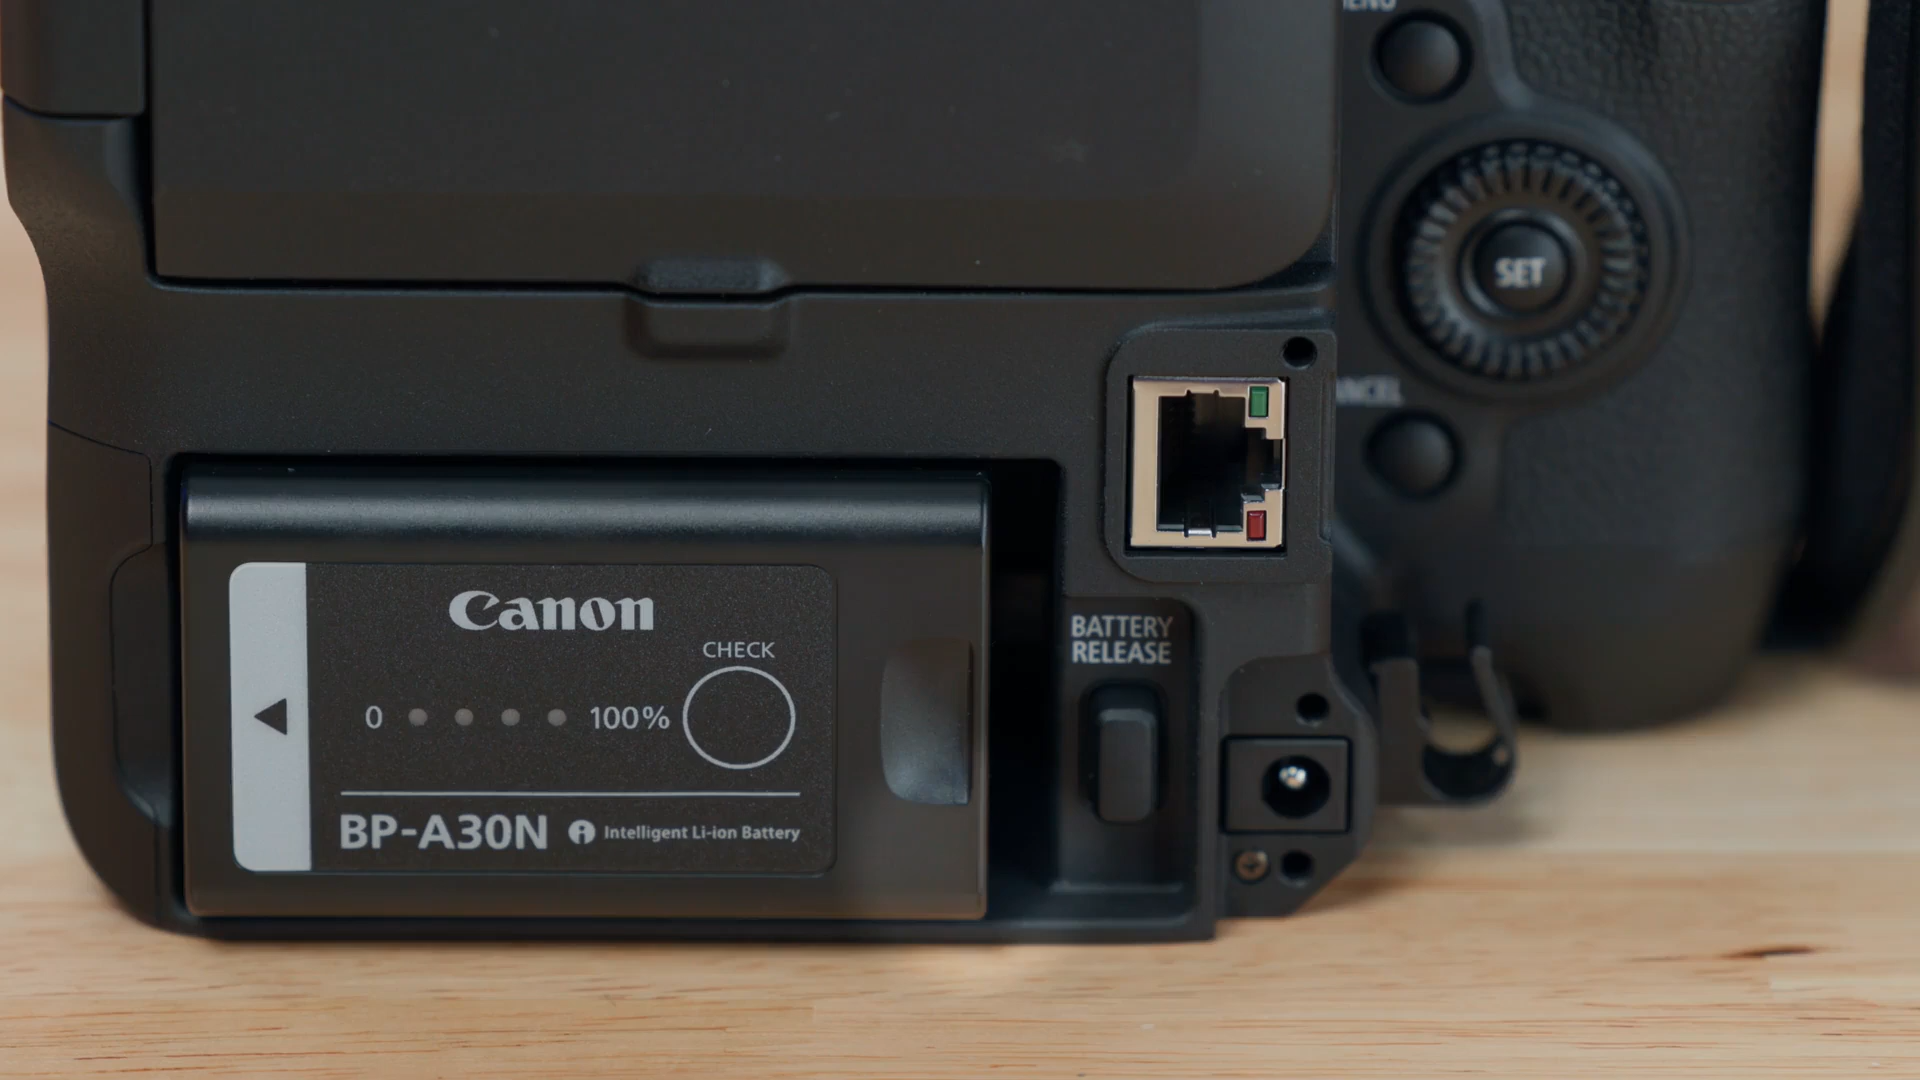 SET
Canon
CHECK
0 100%
BP-A30N Intelligent Li-ion Battery
BATTERY
RELEASE